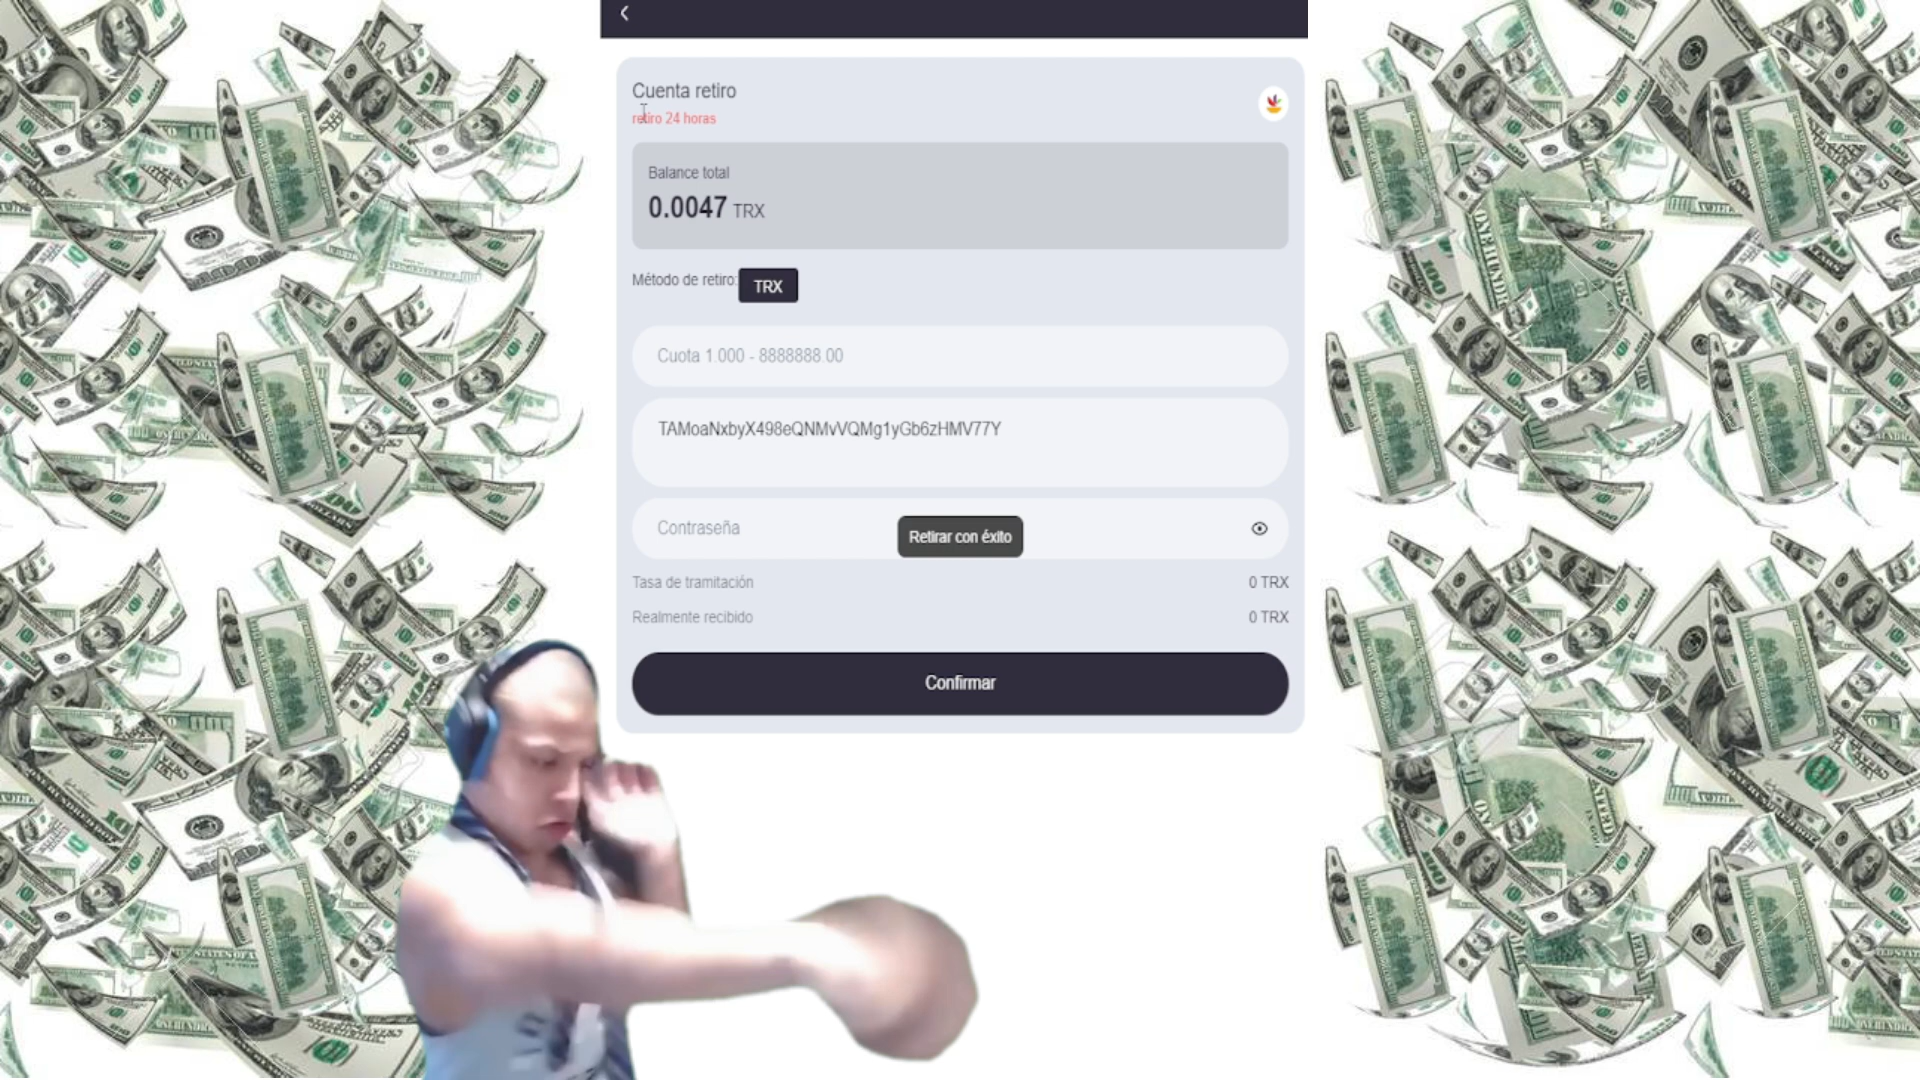 Cuenta retiro
retiro 24 horas
Balance total
0.0047 TRX
Método de retiro: TRX
Cuota 1.000 - 8888888.00
TAMoaNxbyX498eQNMvVQMg1yGb6zHMV77Y
Contraseña
Retirar con éxito
Tasa de tramitación 0 TRX
Realmente recibido 0 TRX
Confirmar